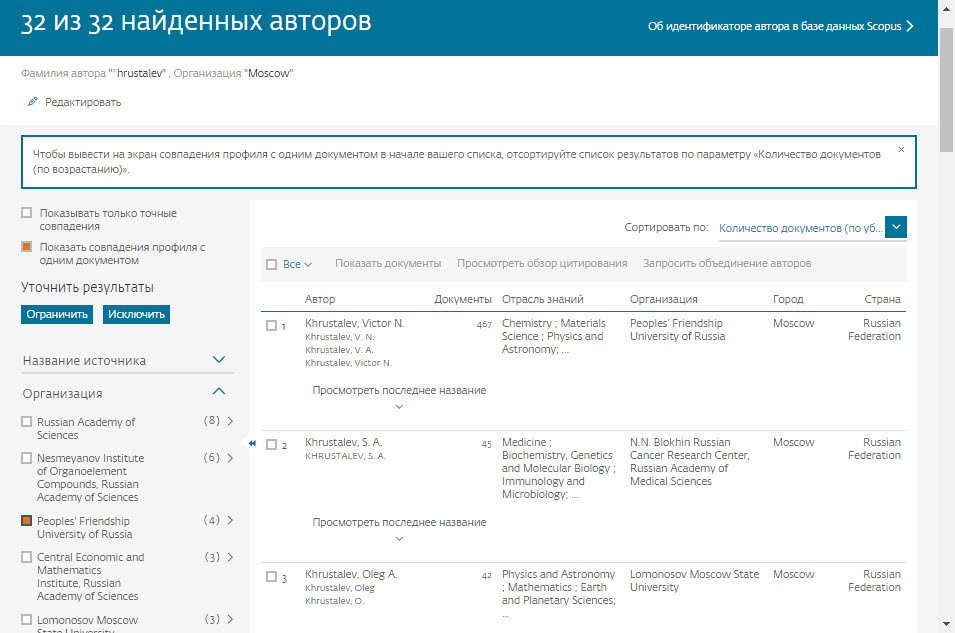 32 из 32 найденных авторов
Об идентификаторе автора в базе данных Scopus
Фамилия автора "*hrustalev" , Организация "Moscow"
Редактировать
Чтобы вывести на экран совпадения профиля с одним документом в начале вашего списка, отсортируйте список результатов по параметру «Количество документов
(по возрастанию)».
Показывать только точные
совпадения
Показать совпадения профиля с
одним документом
Уточнить результаты
Ограничить Исключить
Название источника
Организация
Russian Academy of (8)
Sciences
Nesmeyanov Institute (6)
of Organoelement
Compounds, Russian
Academy of Sciences
Peoples' Friendship (4)
University of Russia
Central Economic and (3)
Mathematics
Institute, Russian
Academy of Sciences
Lomonosov Moscow (3)
State University
Сортировать по: Количество документов (по уб...
Все Показать документы Просмотреть обзор цитирования Запросить объединение авторов
Автор Документы Отрасль знаний Организация Город Страна
1 Khrustalev, Victor N. 467 Chemistry ; Materials Peoples' Friendship Moscow Russian
Khrustalev, V. N. Science ; Physics and University of Russia Federation
Khrustalev, V. A. Astronomy; ...
Khrustalev, Victor N.
Просмотреть последнее название
2 Khrustalev, S. A. 45 Medicine ; N.N. Blokhin Russian Moscow Russian
KHRUSTALEV, S. A. Biochemistry, Genetics Cancer Research Center, Federation
and Molecular Biology ; Russian Academy of
Immunology and Medical Sciences
Microbiology; ...
Просмотреть последнее название
3 Khrustalev, Oleg A. 42 Physics and Astronomy Lomonosov Moscow State Moscow Russian
Khrustalev, Oleg ; Mathematics ; Earth University Federation
Khrustalev, O. and Planetary Sciences;
...